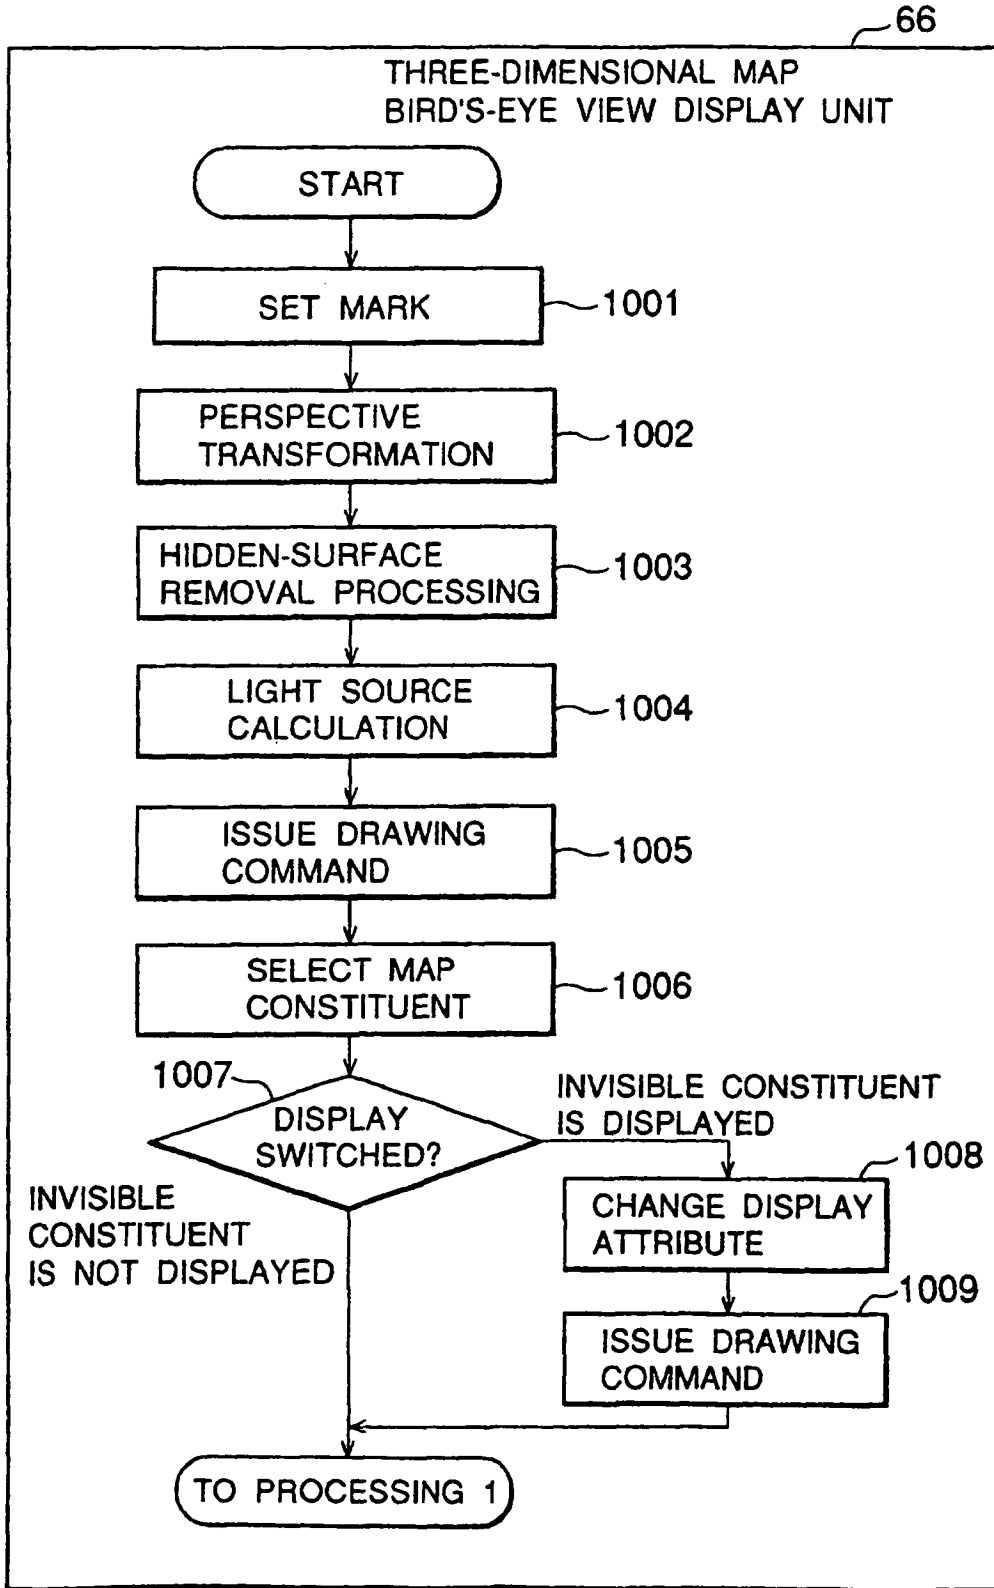 66
THREE-DIMENSIONAL MAP
BIRD'S-EYE VIEW DISPLAY UNIT
START
SET MARK
1001
PERSPECTIVE
TRANSFORMATION
1002
HIDDEN-SURFACE
REMOVAL PROCESSING
1003
LIGHT SOURCE
CALCULATION
1004
ISSUE DRAWING
COMMAND
1005
SELECT MAP
CONSTITUENT
1006
1007
DISPLAY
SWITCHED?
INVISIBLE CONSTITUENT
IS DISPLAYED
1008
CHANGE DISPLAY
ATTRIBUTE
INVISIBLE
CONSTITUENT
IS NOT DISPLAYED
1009
ISSUE DRAWING
COMMAND
TO PROCESSING 1